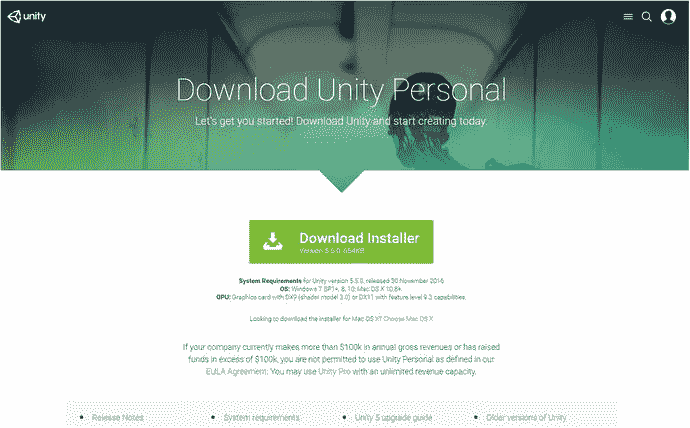 unity
Download Unity Personal
Let's get you started! Download Unity and start creating today.
Download Installer
Version 5.5.0 654KB
System Requirements for Unity version 5.5.0, released 30 November 2016
OS: Windows 7 SP1+, 8, 10; Mac OS X 10.8+.
GPU: Graphics card with DX9 (shader model 3.0) or DX11 with feature level 9.3 capabilities.
Looking to download the installer for Mac OS X? Choose Mac OS X
If your company currently makes more than $100k in annual gross revenues or has raised
funds in excess of $100k, you are not permitted to use Unity Personal as defined in our
EULA Agreement. You may use Unity Pro with an unlimited revenue capacity.
Release Notes
System requirements
Unity 5 upgrade guide
Older versions of Unity